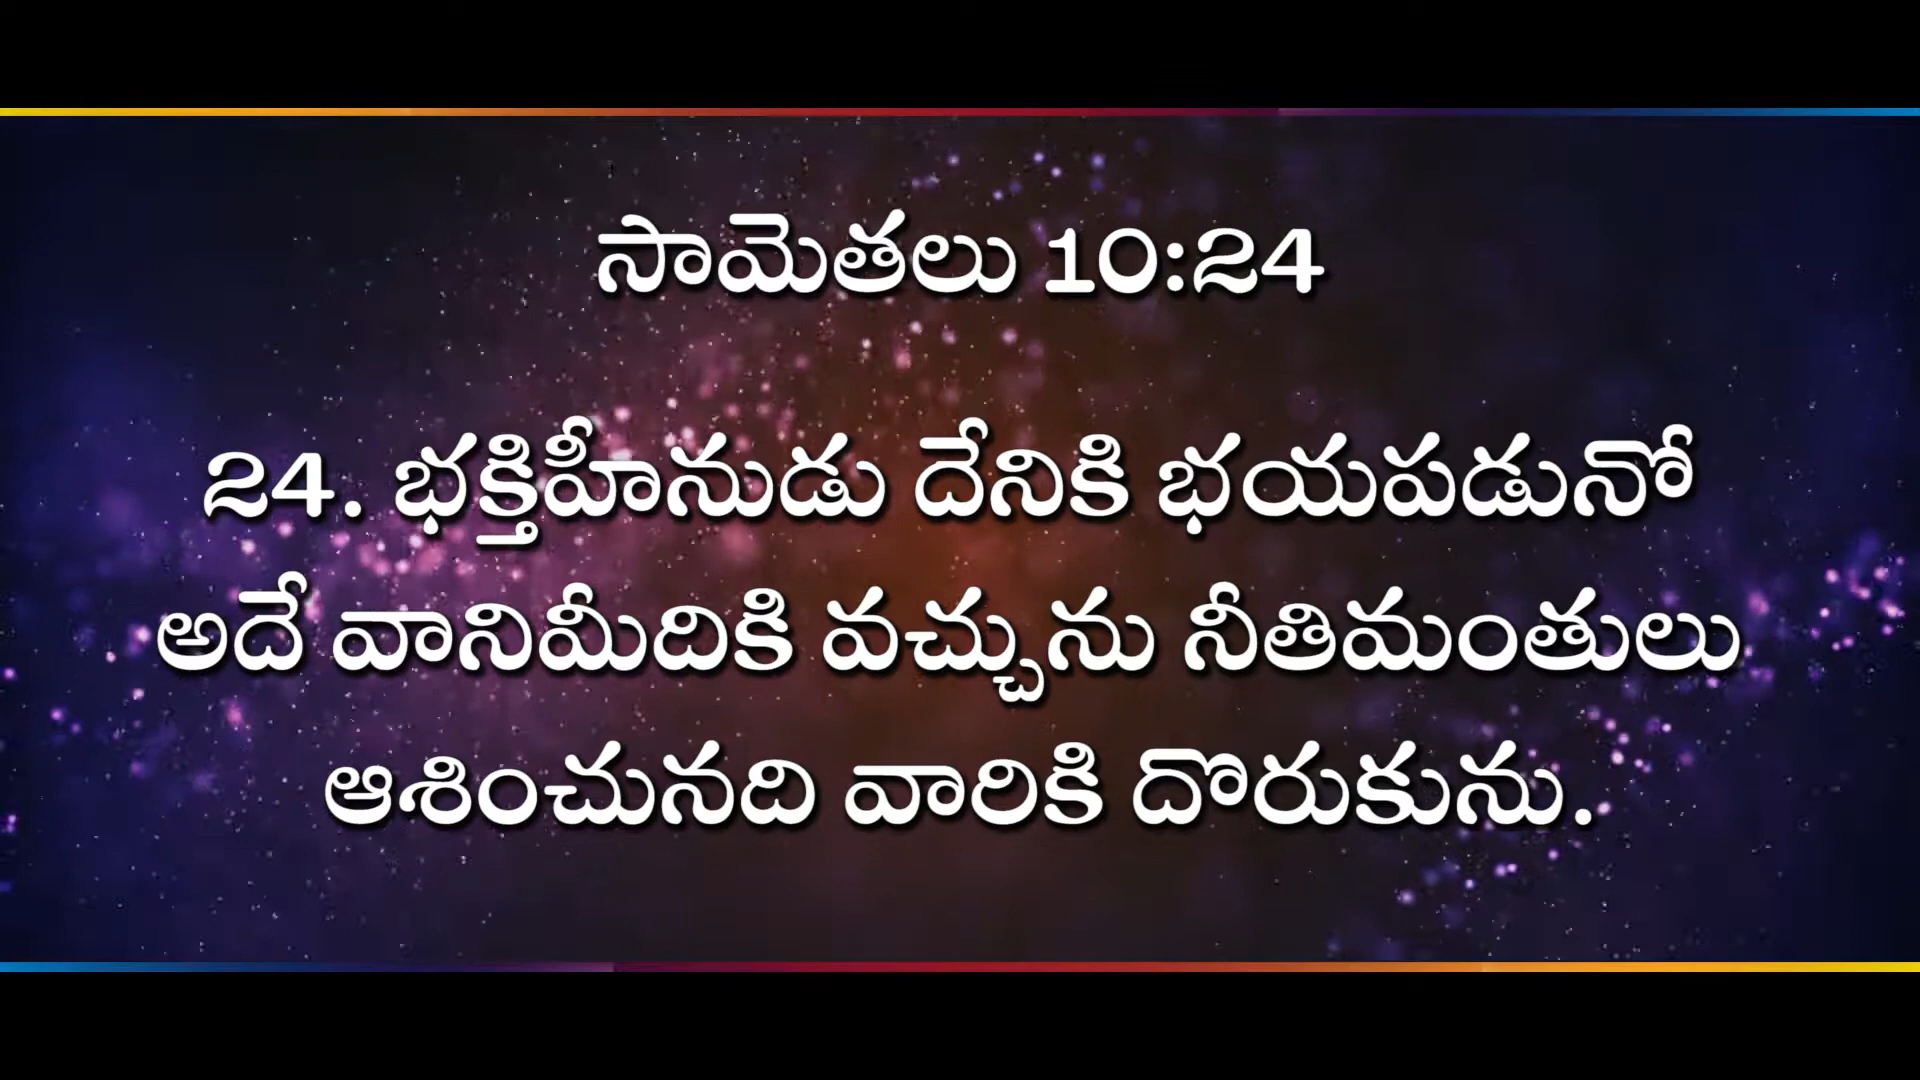 సామెతలు 10:24
24. భక్తిహీనుడు దేనికి భయపడునో
అదే వానిమీదికి వచ్చును నీతిమంతులు
ఆశించునది వారికి దొరుకును.